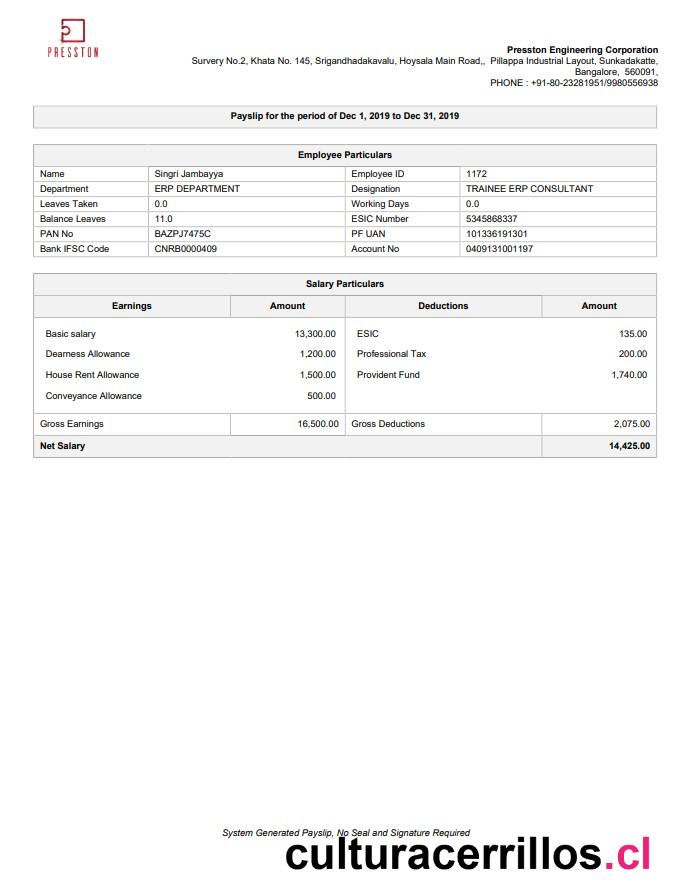 PRESSTON
Presston Engineering Corporation
Survery No.2, Khata No. 145, Srigandhadakavalu, Hoysala Main Road,, Pillappa Industrial Layout, Sunkadakatte,
Bangalore, 560091,
PHONE : +91-80-23281951/9980556938
Payslip for the period of Dec 1, 2019 to Dec 31, 2019
Employee Particulars
Name Singri Jambayya Employee ID 1172
Department ERP DEPARTMENT Designation TRAINEE ERP CONSULTANT
Leaves Taken 0.0 Working Days 0.0
Balance Leaves 11.0 ESIC Number 5345868337
PAN No BAZPJ7475C PF UAN 101336191301
Bank IFSC Code CNRB0000409 Account No 0409131001197
Salary Particulars
Earnings Amount Deductions Amount
Basic salary 13,300.00 ESIC 135.00
Dearness Allowance 1,200.00 Professional Tax 200.00
House Rent Allowance 1,500.00 Provident Fund 1,740.00
Conveyance Allowance 500.00
Gross Earnings 16,500.00 Gross Deductions 2,075.00
Net Salary 14,425.00
System Generated Payslip, No Seal and Signature Required
culturacerrillos.cl